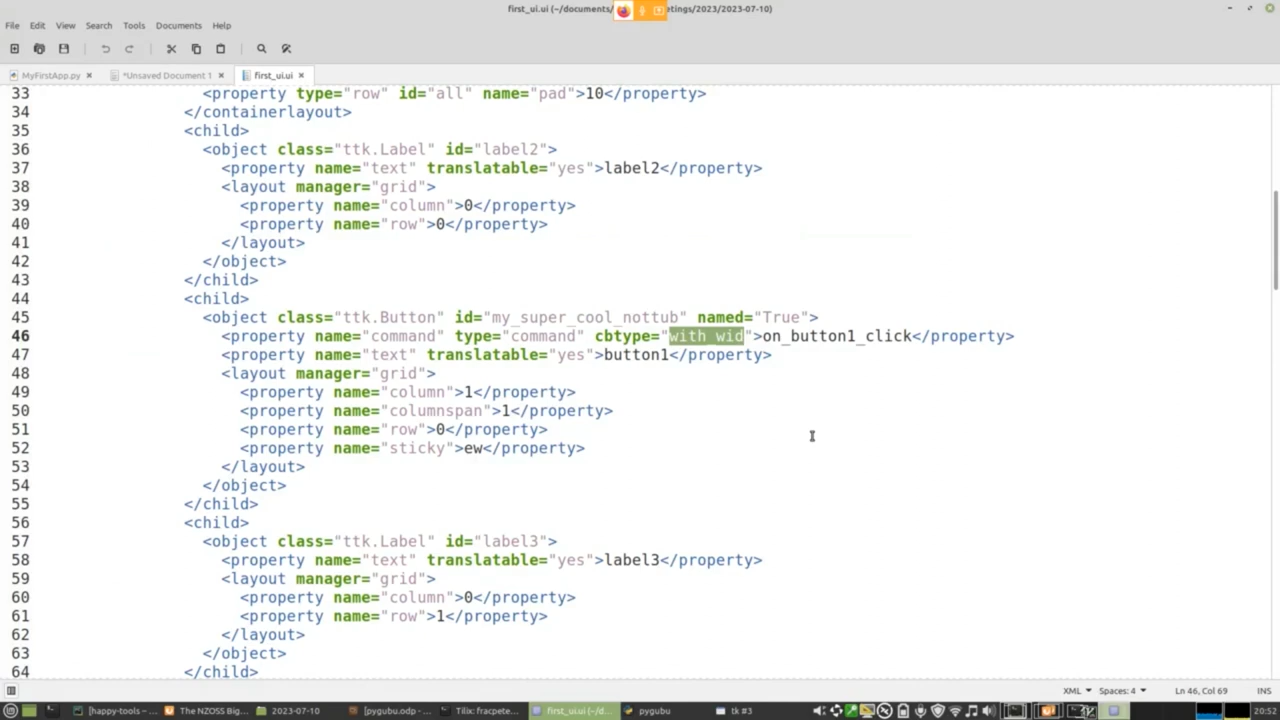 first_ui.ui (~/documents/ etings/2023/2023-07-10)
File Edit View Search Tools Documents Help
MyFirstApp.py × *Unsaved Document 1 × first_ui.ui ×
33 <property type="row" id="all" name="pad">10</property>
34 </containerlayout>
35 <child>
36 <object class="ttk.Label" id="label2">
37 <property name="text" translatable="yes">label2</property>
38 <layout manager="grid">
39 <property name="column">0</property>
40 <property name="row">0</property>
41 </layout>
42 </object>
43 </child>
44 <child>
45 <object class="ttk.Button" id="my_super_cool_nottub" named="True">
46 <property name="command" type="command" cbtype="with_wid">on_button1_click</property>
47 <property name="text" translatable="yes">button1</property>
48 <layout manager="grid">
49 <property name="column">1</property>
50 <property name="columnspan">1</property>
51 <property name="row">0</property>
52 <property name="sticky">ew</property>
53 </layout>
54 </object>
55 </child>
56 <child>
57 <object class="ttk.Label" id="label3">
58 <property name="text" translatable="yes">label3</property>
59 <layout manager="grid">
60 <property name="column">0</property>
61 <property name="row">1</property>
62 </layout>
63 </object>
64 </child>
XML Spaces: 4 Ln 46, Col 69 INS
[happy-tools – ... The NZOSS Big... 2023-07-10 [pygubu.odp - ... Tilix: fracpete... first_ui.ui (~/d... pygubu tk #3 20:52